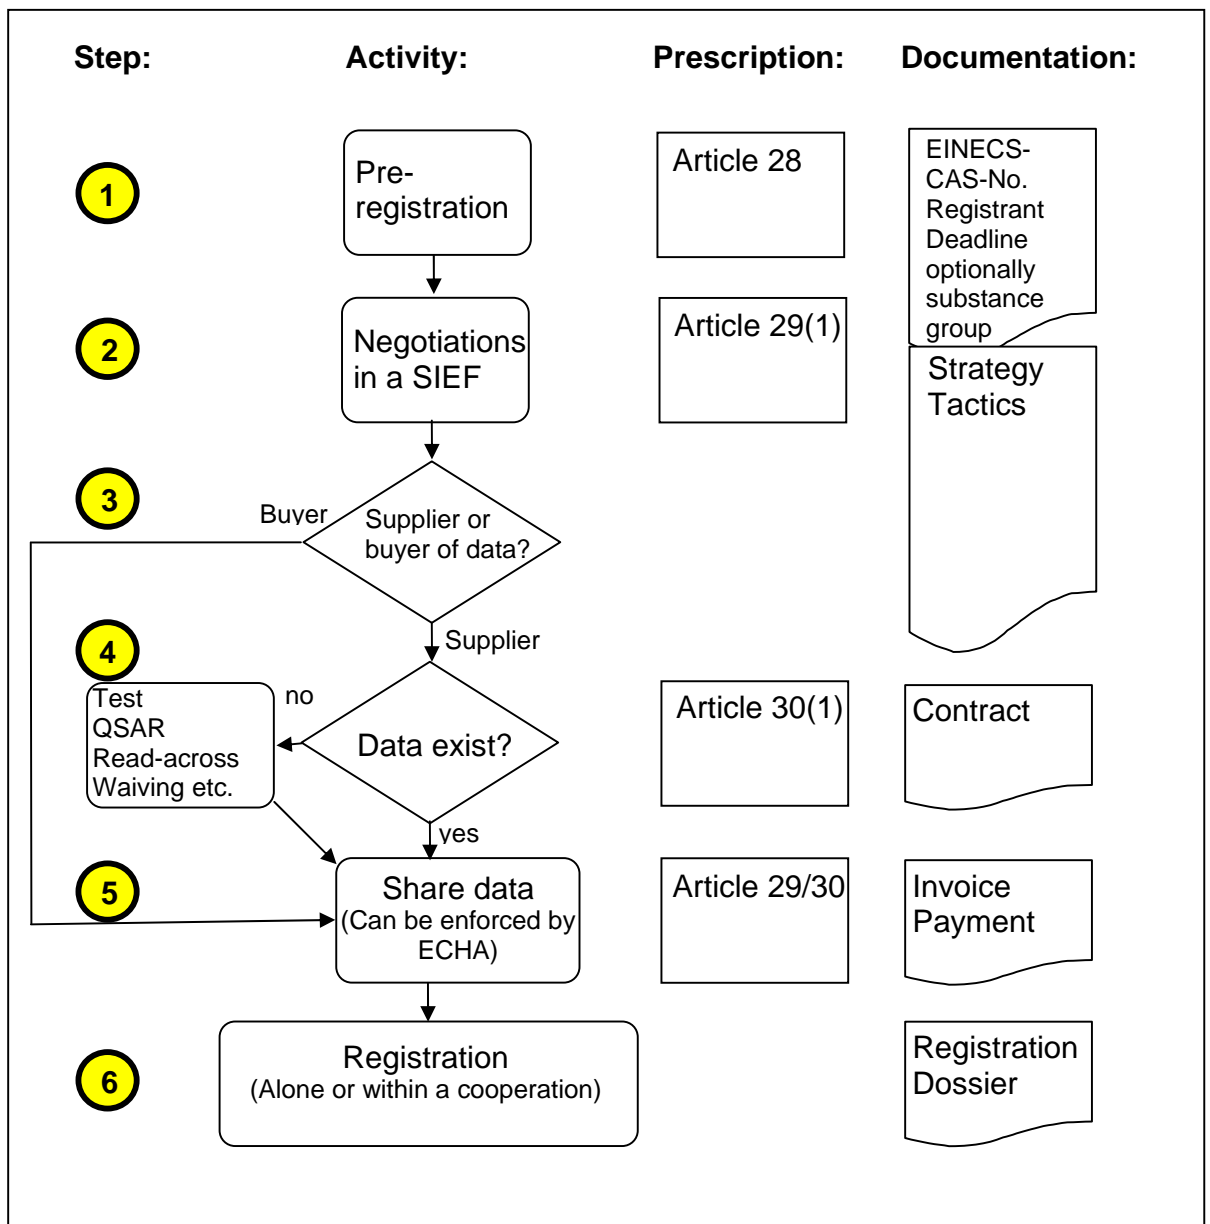 Step: Activity: Prescription: Documentation:
1
Pre-
registration
Article 28
EINECS-
CAS-No.
Registrant
Deadline
optionally
substance
group
2
Negotiations
in a SIEF
Article 29(1)
Strategy
Tactics
3
Buyer
Supplier or
buyer of data?
Supplier
4
Test
QSAR
Read-across
Waiving etc.
no
Data exist?
yes
Article 30(1)
Contract
5
Share data
(Can be enforced by
ECHA)
Article 29/30
Invoice
Payment
6
Registration
(Alone or within a cooperation)
Registration
Dossier